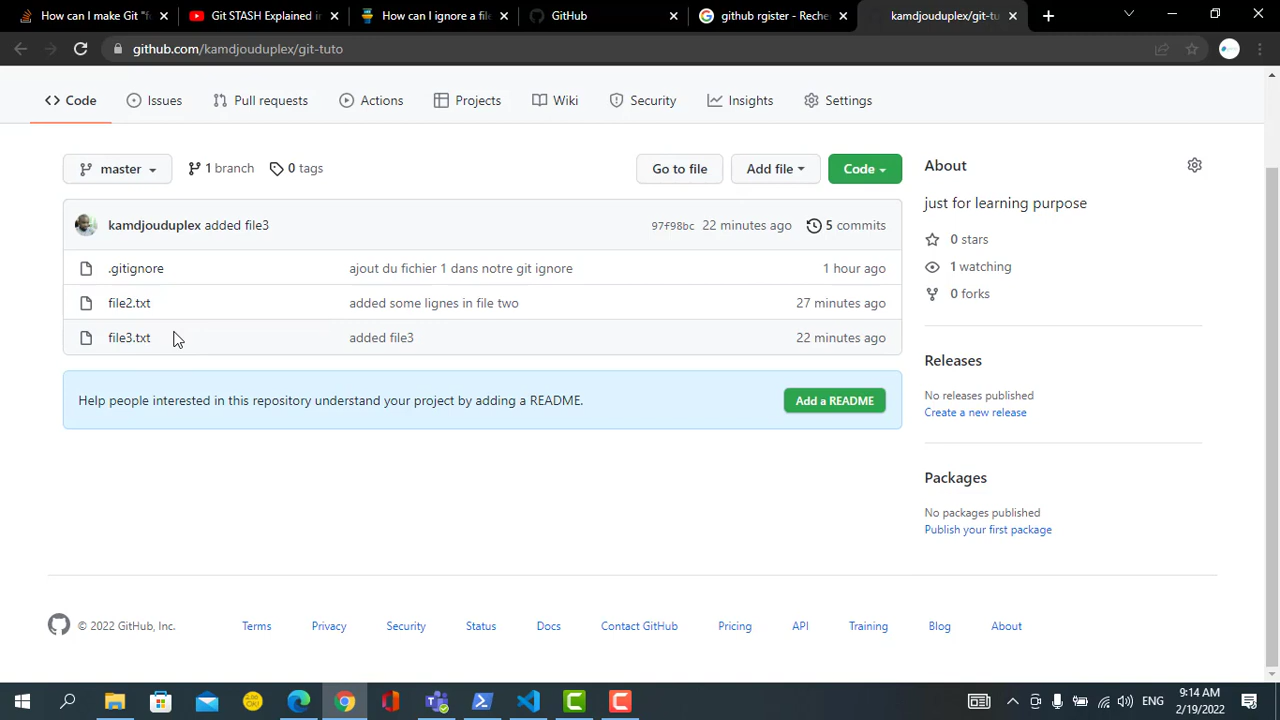 How can I make Git "f
Git STASH Explained in
How can I ignore a file
GitHub
github rgister - Reche
kamdjouduplex/git-tu
github.com/kamdjouduplex/git-tuto
Code
Issues
Pull requests
Actions
Projects
Wiki
Security
Insights
Settings
master
1 branch
0 tags
Go to file
Add file
Code
kamdjouduplex added file3
97f98bc 22 minutes ago
5 commits
.gitignore
ajout du fichier 1 dans notre git ignore
1 hour ago
file2.txt
added some lignes in file two
27 minutes ago
file3.txt
added file3
22 minutes ago
Help people interested in this repository understand your project by adding a README.
Add a README
About
just for learning purpose
0 stars
1 watching
0 forks
Releases
No releases published
Create a new release
Packages
No packages published
Publish your first package
© 2022 GitHub, Inc.
Terms
Privacy
Security
Status
Docs
Contact GitHub
Pricing
API
Training
Blog
About
ENG
9:14 AM
2/19/2022